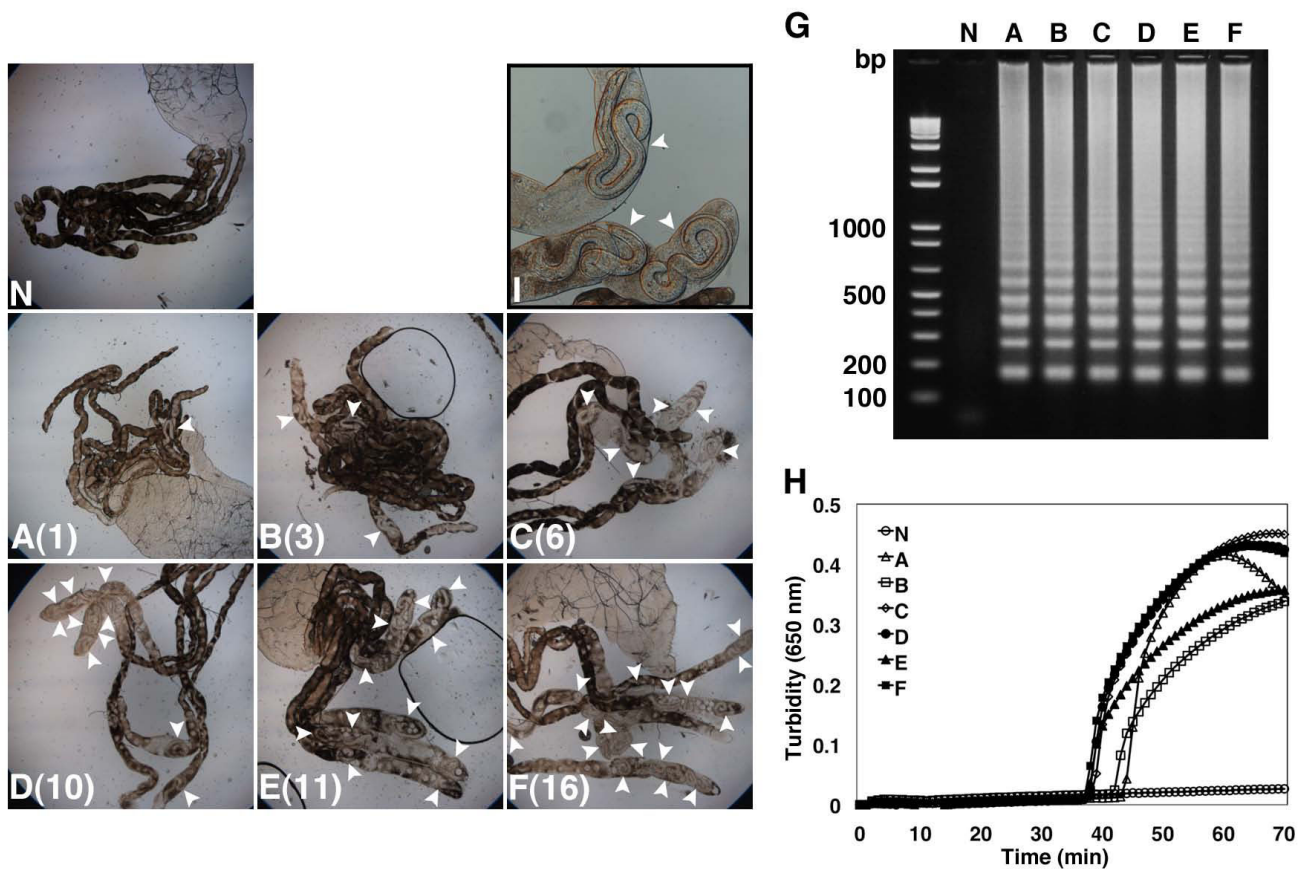 G
N A B C D E F
bp
1000
500
200
100
N
I
A(1)
B(3)
C(6)
D(10)
E(11)
F(16)
H
Turbidity (650 nm)
0.5
0.4
0.3
0.2
0.1
0
N
A
B
C
D
E
F
0 10 20 30 40 50 60 70
Time (min)